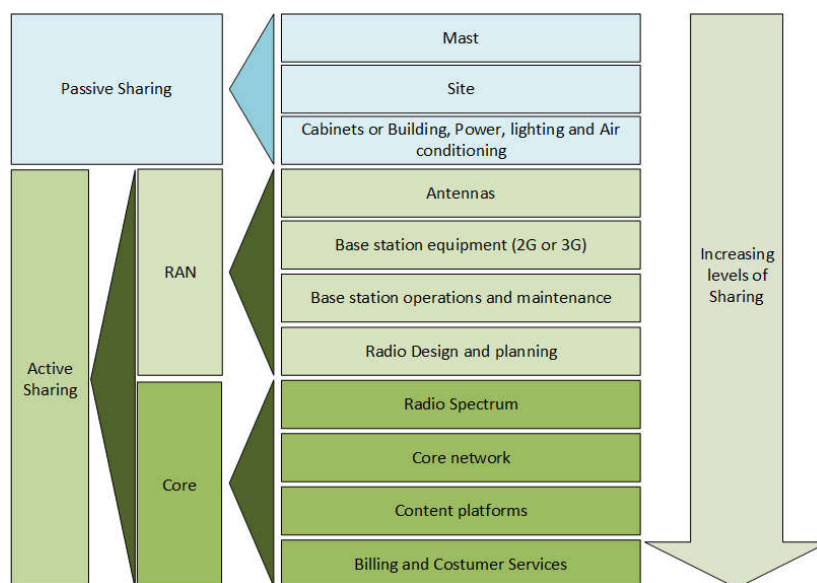 Passive Sharing
Mast
Site
Cabinets or Building, Power, lighting and Air
conditioning
Active
Sharing
RAN
Antennas
Base station equipment (2G or 3G)
Base station operations and maintenance
Radio Design and planning
Core
Radio Spectrum
Core network
Content platforms
Billing and Costumer Services
Increasing
levels of
Sharing